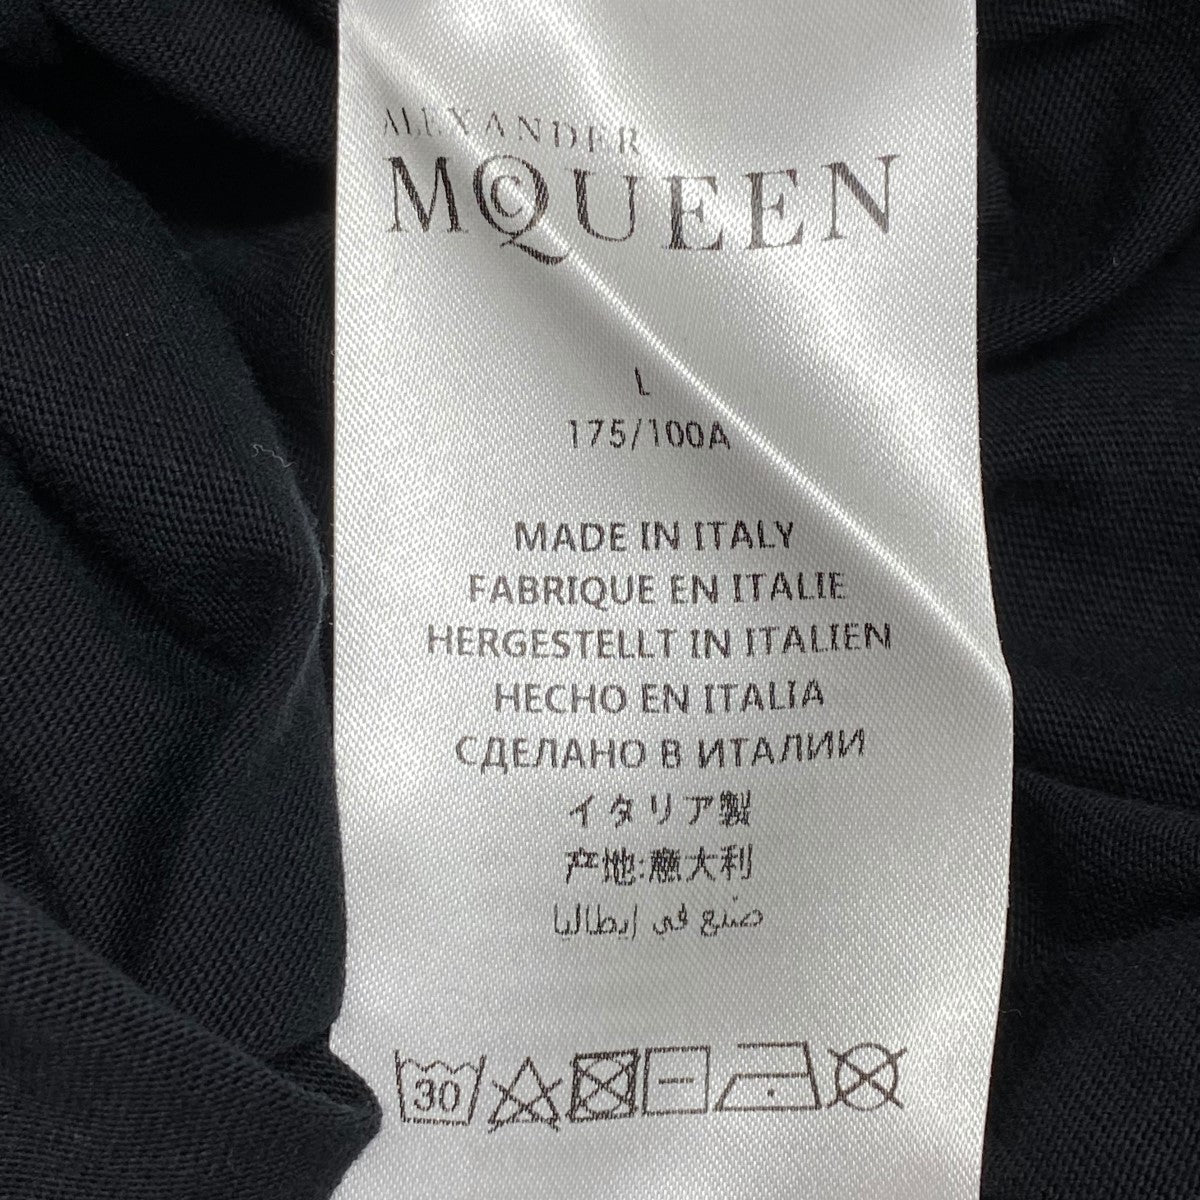 ALEXANDER
MCQUEEN
L
175/100A
MADE IN ITALY
FABRIQUE EN ITALIE
HERGESTELLT IN ITALIEN
HECHO EN ITALIA
СДЕЛАНО В ИТАЛИИ
イタリア製
产地:意大利
صنع في إيطاليا
30